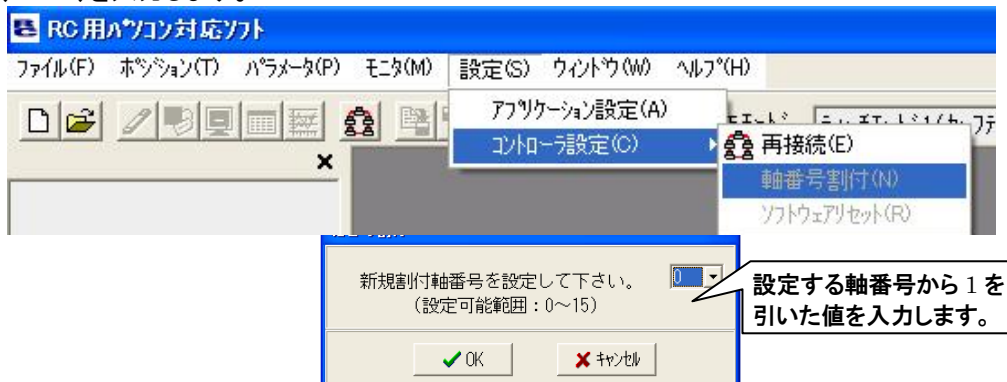 RC用パソコン対応ソフト
ファイル(F) ポジション(T) パラメータ(P) モニタ(M) 設定(S) ウィンドウ(W) ヘルプ(H)
アプリケーション設定(A)
コントローラ設定(C)
再接続(E)
軸番号割付(N)
ソフトウェアリセット(R)
新規割付軸番号を設定して下さい。
(設定可能範囲:0~15)
0
OK キャンセル
設定する軸番号から 1 を
引いた値を入力します。